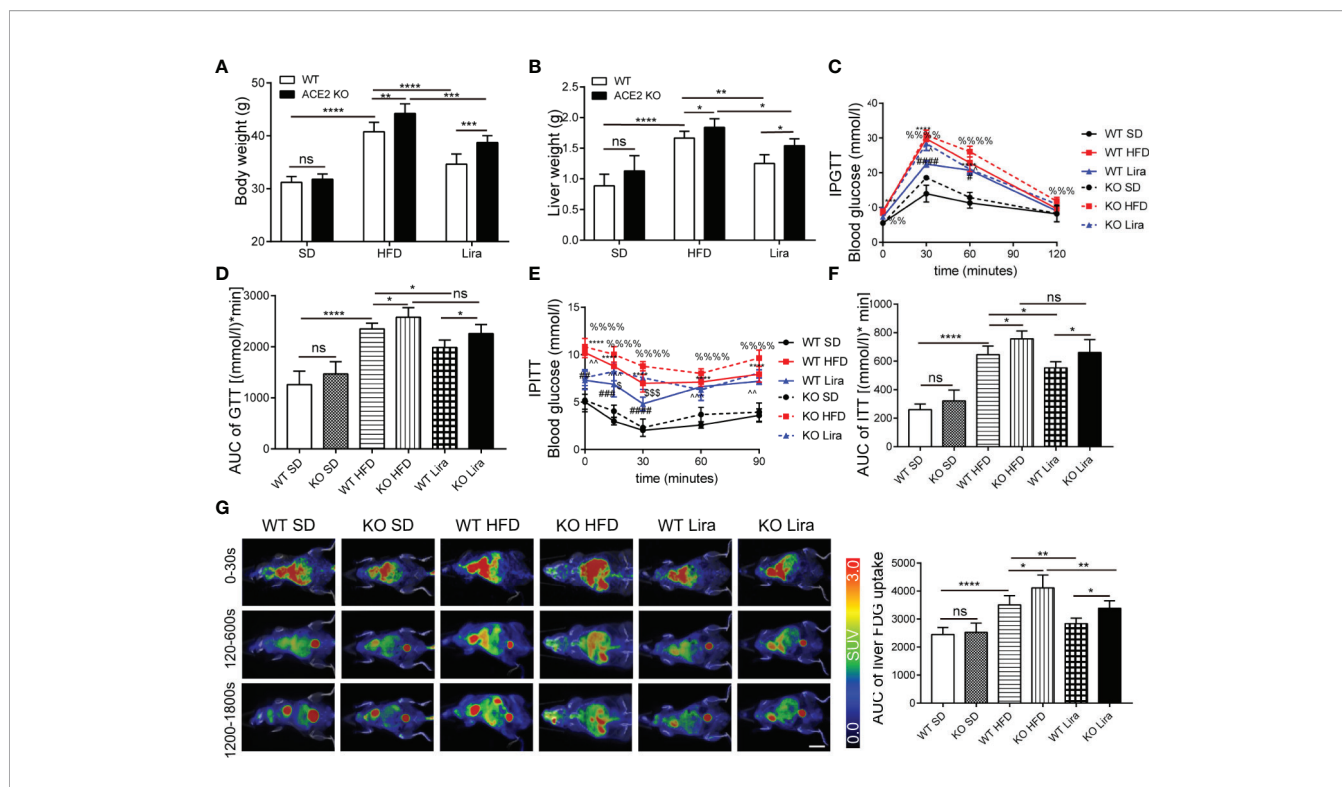 A
WT
ACE2 KO
Body weight (g)
50
40
30
20
ns
****
**
****
***
***
SD
HFD
Lira
B
WT
ACE2 KO
Liver weight (g)
2.5
2.0
1.5
1.0
0.5
0.0
ns
****
*
**
*
*
SD
HFD
Lira
C
IPGTT
Blood glucose (mmol/l)
40
30
20
10
0
%%%%
%%%%
####
#
%%%
%%
0
30
60
90
120
time (minutes)
WT SD
WT HFD
WT Lira
KO SD
KO HFD
KO Lira
D
AUC of GTT [(mmol/l)*min]
3000
2000
1000
0
ns
****
*
*
ns
*
WT SD
KO SD
WT HFD
KO HFD
WT Lira
KO Lira
E
IPITT
Blood glucose (mmol/l)
15
10
5
0
%%%%
**** %%%%
%%%%
%%%%
%%%%
****
****
****
****
^^
##
###
$
$$$
####
^^^
^^
0
30
60
90
time (minutes)
WT SD
WT HFD
WT Lira
KO SD
KO HFD
KO Lira
F
AUC of ITT [(mmol/l)* min]
1000
800
600
400
200
0
ns
****
*
*
ns
*
WT SD
KO SD
WT HFD
KO HFD
WT Lira
KO Lira
G
WT SD
KO SD
WT HFD
KO HFD
WT Lira
KO Lira
0-30s
120-600s
1200-1800s
3.0
SUV
0.0
AUC of liver FDG uptake
5000
4000
3000
2000
1000
0
ns
****
*
**
**
*
WT SD
KO SD
WT HFD
KO HFD
WT Lira
KO Lira